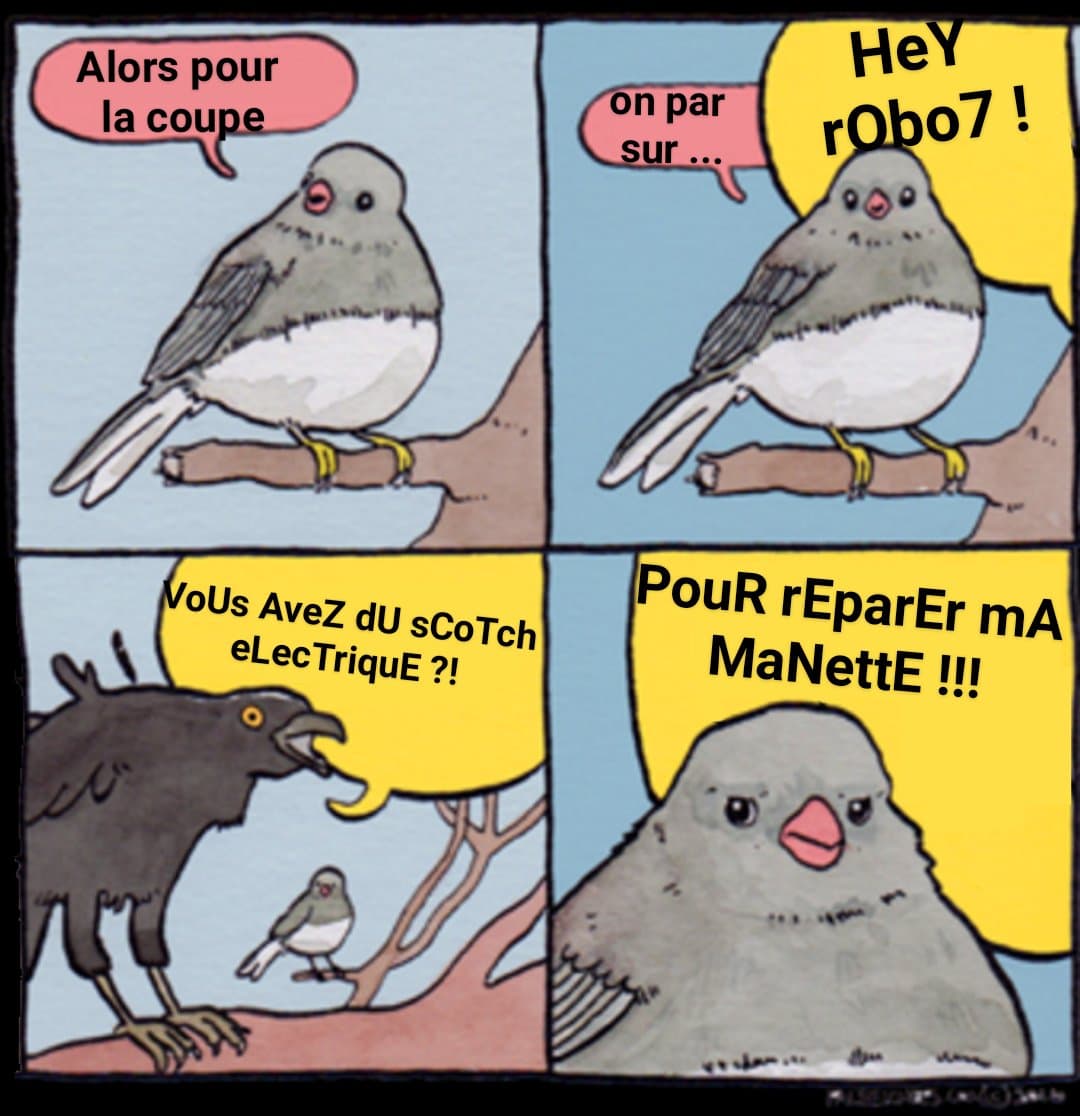 Alors pour
la coupe
on par
sur ...
HeY
rObo7 !
VoUs AveZ dU sCoTch
eLecTriquE ?!
PouR rEparEr mA
MaNettE !!!